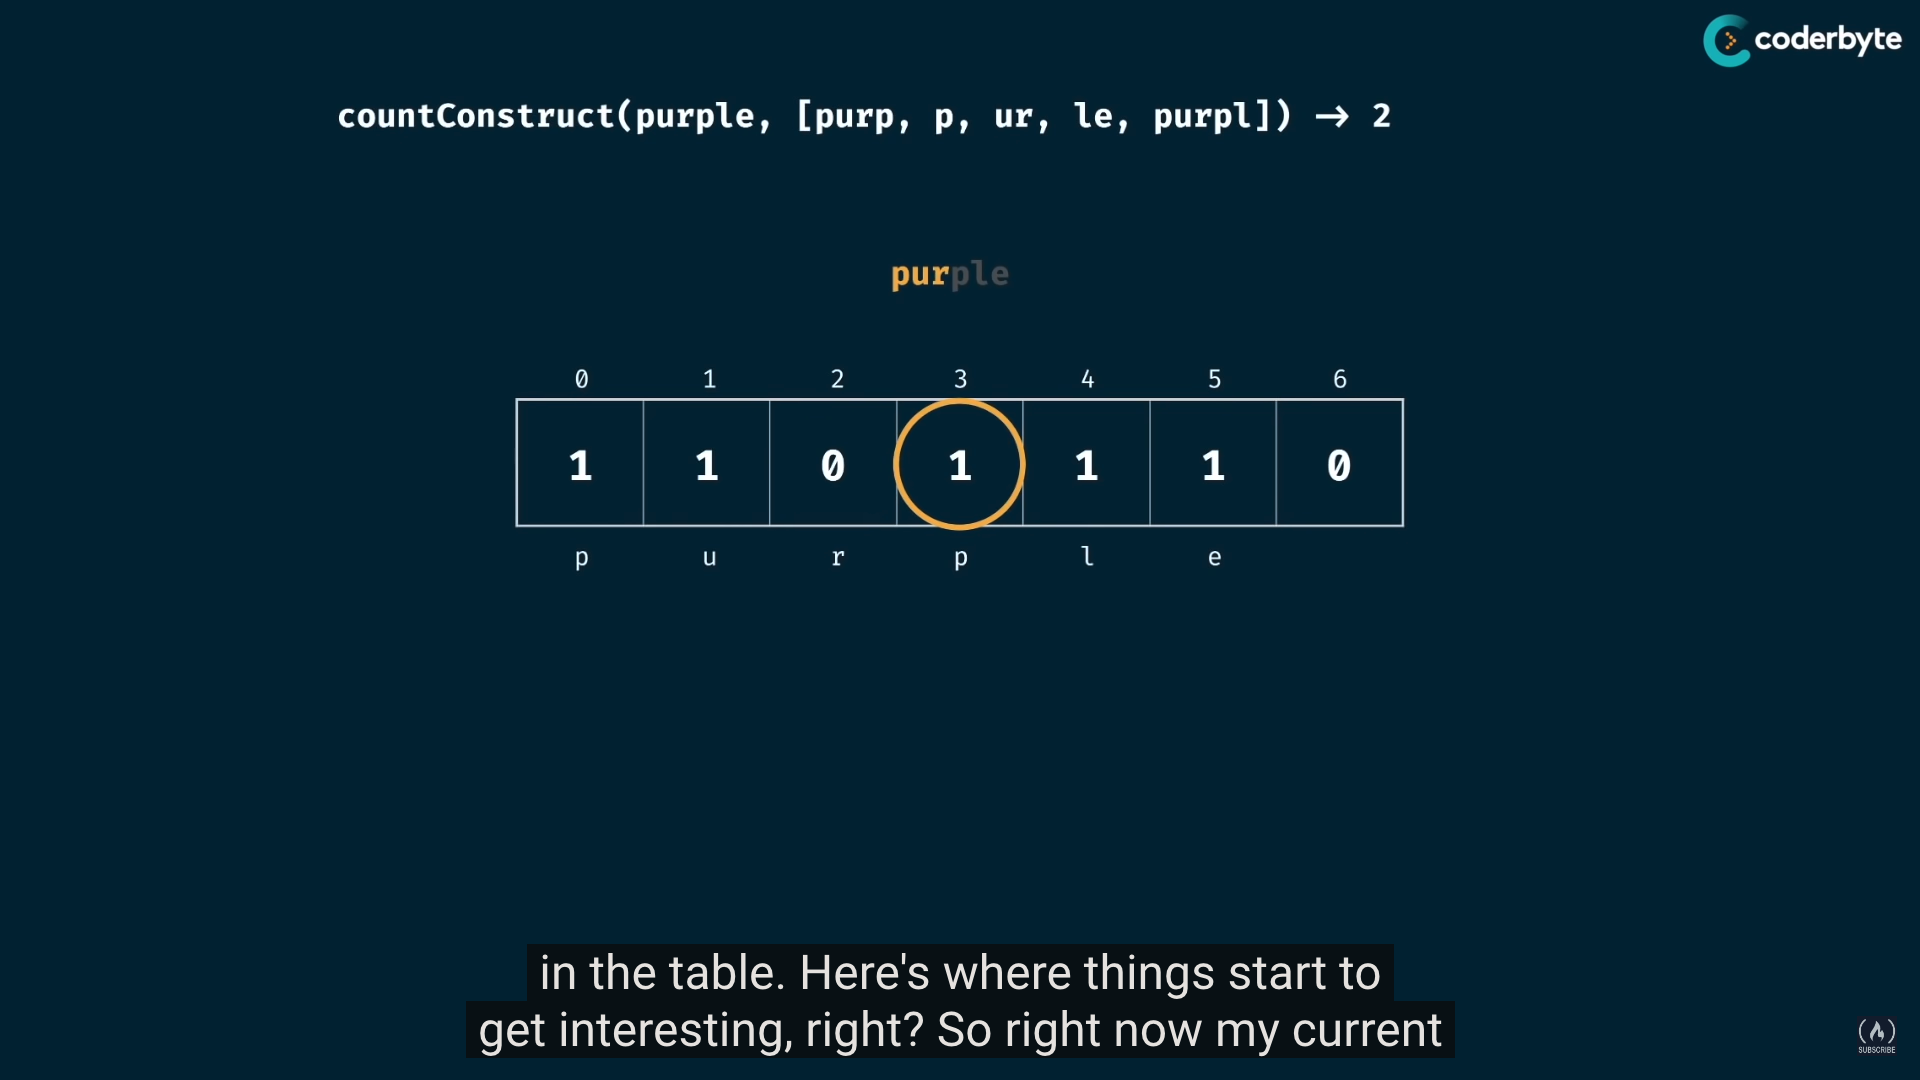 coderbyte
countConstruct(purple, [purp, p, ur, le, purpl]) → 2
purple
0 1 2 3 4 5 6
1 1 0 1 1 1 0
p u r p l e
in the table. Here's where things start to
get interesting, right? So right now my current
SUBSCRIBE